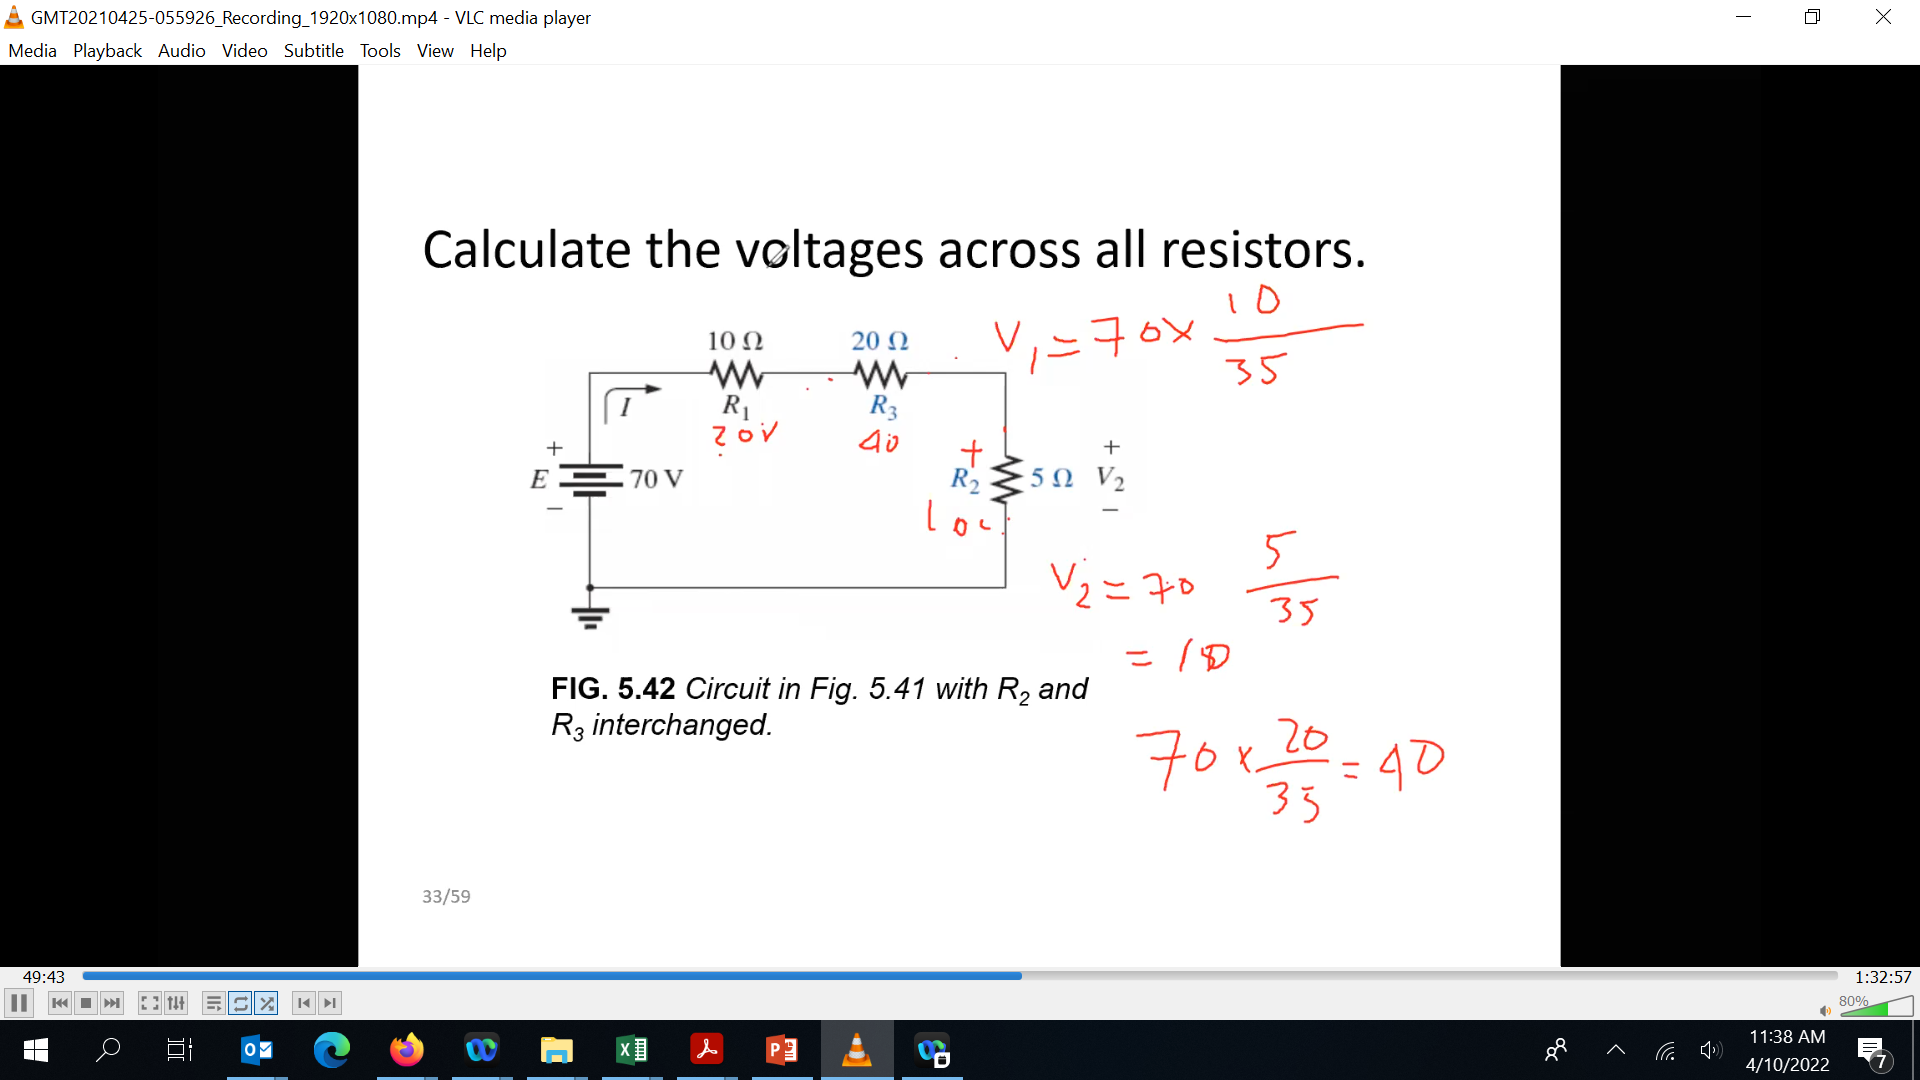 GMT20210425-055926_Recording_1920x1080.mp4 - VLC media player
Media Playback Audio Video Subtitle Tools View Help
Calculate the voltages across all resistors.
V1 = 70 x 10/35
10 Ω
20 Ω
I
R1
R3
20V
40
+
E
70 V
−
+
R2
5 Ω
+
V2
−
10
V2 = 70 5/35
= 10
FIG. 5.42 Circuit in Fig. 5.41 with R2 and
R3 interchanged.
70 x 20/35 = 40
33/59
49:43
1:32:57
80%
11:38 AM
4/10/2022
7